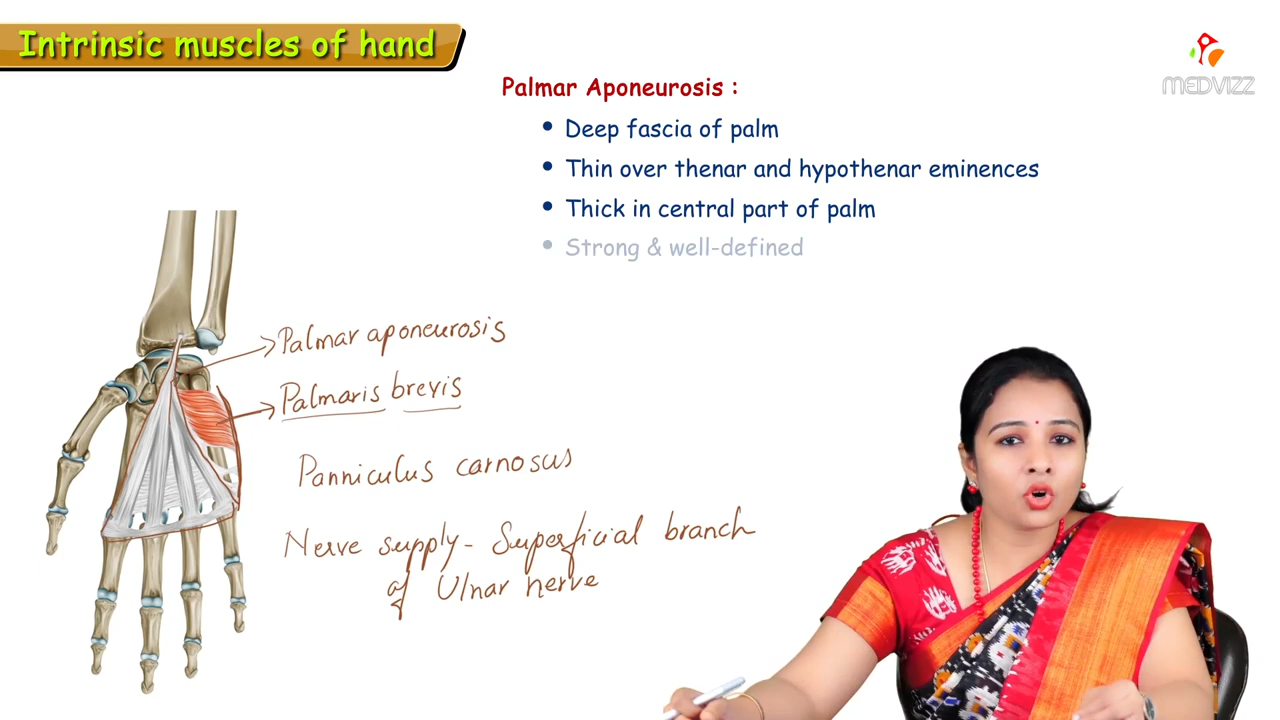 Intrinsic muscles of hand
MEDVIZZ
Palmar Aponeurosis :
• Deep fascia of palm
• Thin over thenar and hypothenar eminences
• Thick in central part of palm
• Strong & well-defined
Palmar aponeurosis
Palmaris brevis
Panniculus carnosus
Nerve supply - Superficial branch
of Ulnar nerve